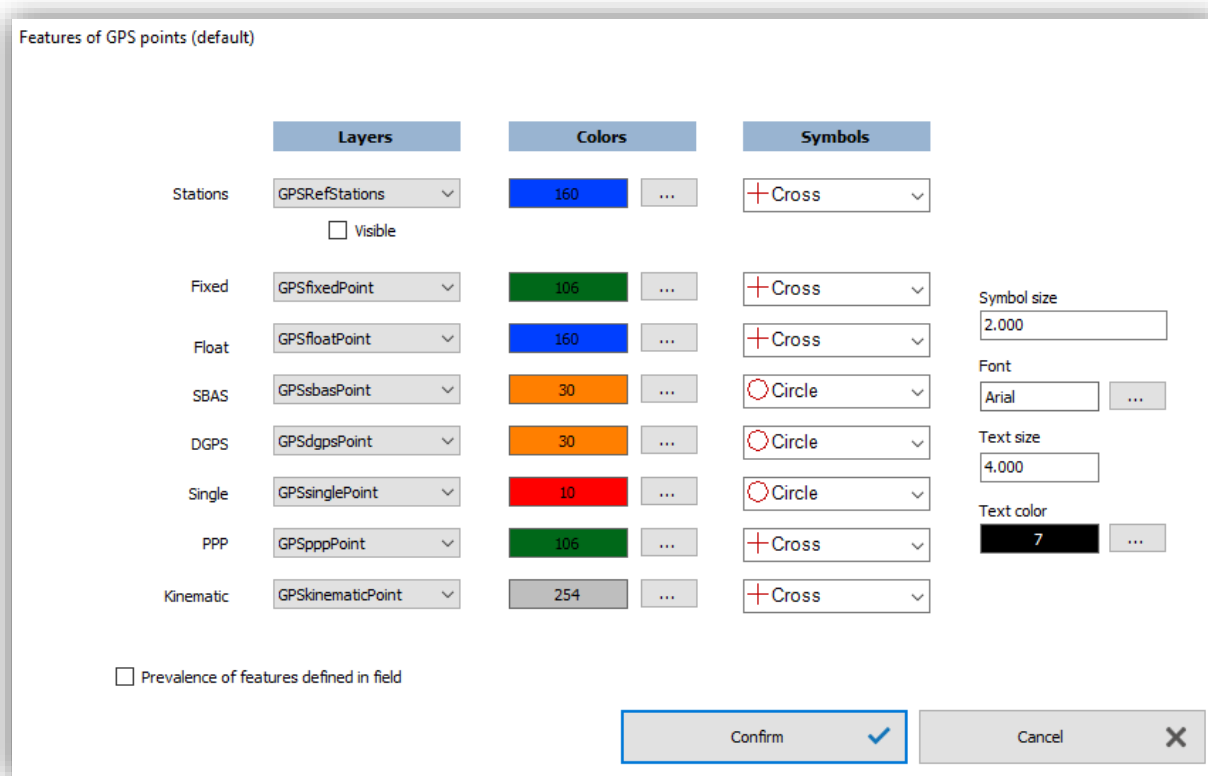 Features of GPS points (default)
Layers Colors Symbols
Stations GPSRefStations 160 ... Cross
Visible
Fixed GPSfixedPoint 106 ... Cross
Float GPSfloatPoint 160 ... Cross
SBAS GPSsbasPoint 30 ... Circle
DGPS GPSdgpsPoint 30 ... Circle
Single GPSsinglePoint 10 ... Circle
PPP GPSpppPoint 106 ... Cross
Kinematic GPSkinematicPoint 254 ... Cross
Symbol size
2.000
Font
Arial ...
Text size
4.000
Text color
7 ...
Prevalence of features defined in field
Confirm Cancel